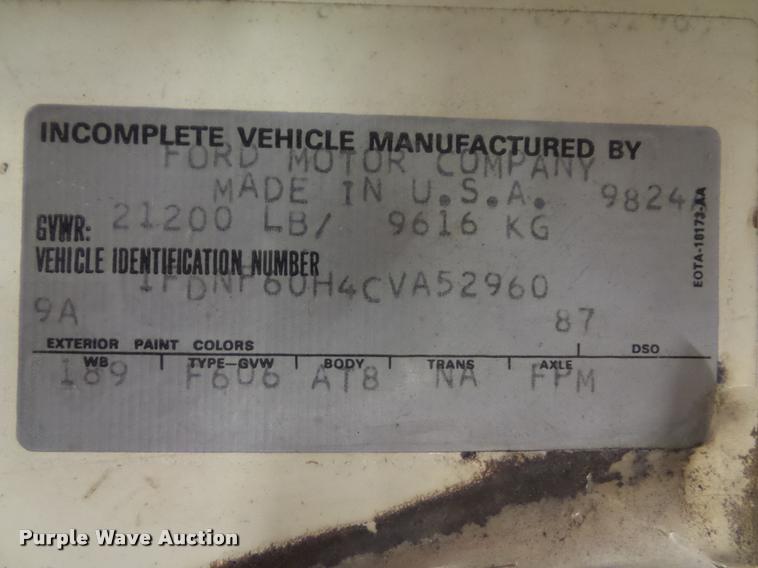 INCOMPLETE VEHICLE MANUFACTURED BY
FORD MOTOR COMPANY
MADE IN U.S.A. 9824
GVWR: 21200 LB/ 9616 KG
VEHICLE IDENTIFICATION NUMBER
1FDNF60H4CVA52960
9A 87
EXTERIOR PAINT COLORS DSO
WB TYPE-GVW BODY TRANS AXLE
189 F606 AT8 NA FPM
EOTA-18173-AA
Purple Wave Auction